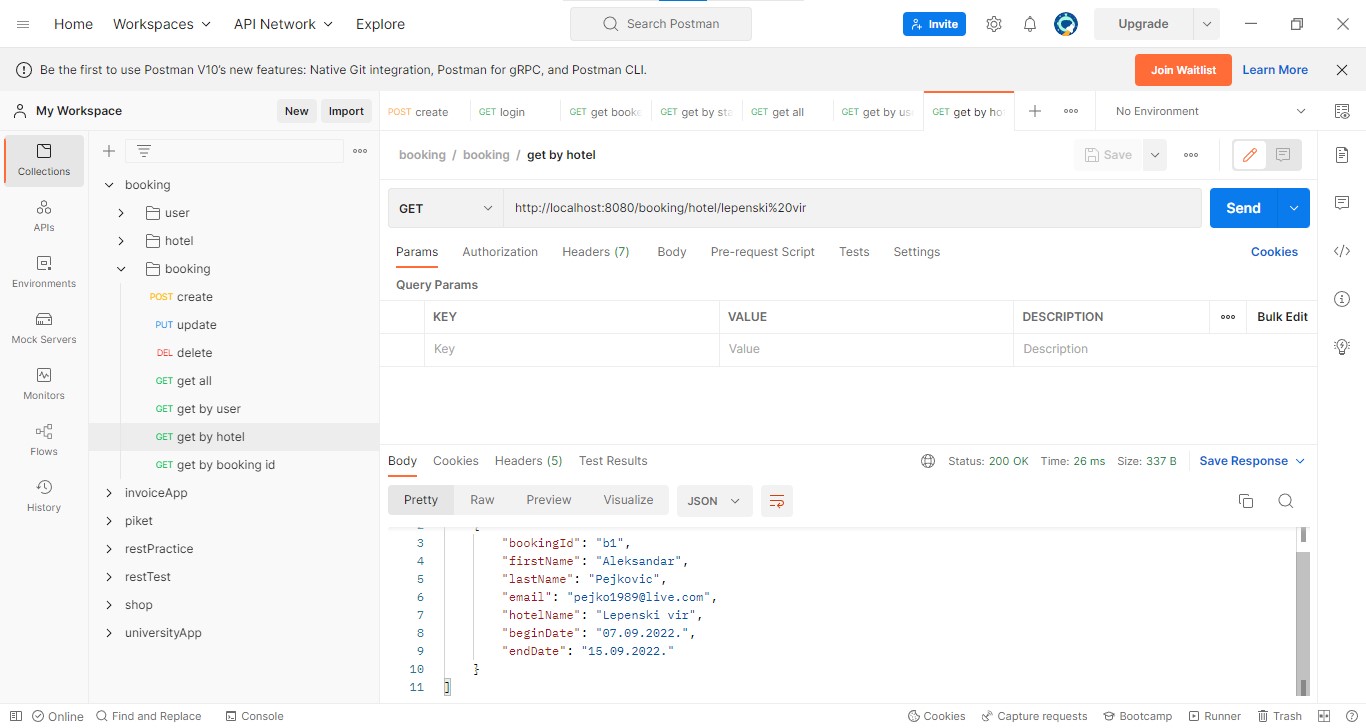 Home Workspaces API Network Explore Search Postman Invite Upgrade
Be the first to use Postman V10's new features: Native Git integration, Postman for gRPC, and Postman CLI. Join Waitlist Learn More
My Workspace New Import
POST create GET login GET get booke GET get by sta GET get all GET get by us GET get by ho No Environment
Collections
APIs
Environments
Mock Servers
Monitors
Flows
History
booking
user
hotel
booking
POST create
PUT update
DEL delete
GET get all
GET get by user
GET get by hotel
GET get by booking id
invoiceApp
piket
restPractice
restTest
shop
universityApp
booking / booking / get by hotel Save
GET http://localhost:8080/booking/hotel/lepenski%20vir Send
Params Authorization Headers (7) Body Pre-request Script Tests Settings Cookies
Query Params
KEY VALUE DESCRIPTION Bulk Edit
Key Value Description
Body Cookies Headers (5) Test Results Status: 200 OK Time: 26 ms Size: 337 B Save Response
Pretty Raw Preview Visualize JSON
2 {
3 "bookingId": "b1",
4 "firstName": "Aleksandar",
5 "lastName": "Pejkovic",
6 "email": "pejko1989@live.com",
7 "hotelName": "Lepenski vir",
8 "beginDate": "07.09.2022.",
9 "endDate": "15.09.2022."
10 }
11 ]
Online Find and Replace Console Cookies Capture requests Bootcamp Runner Trash